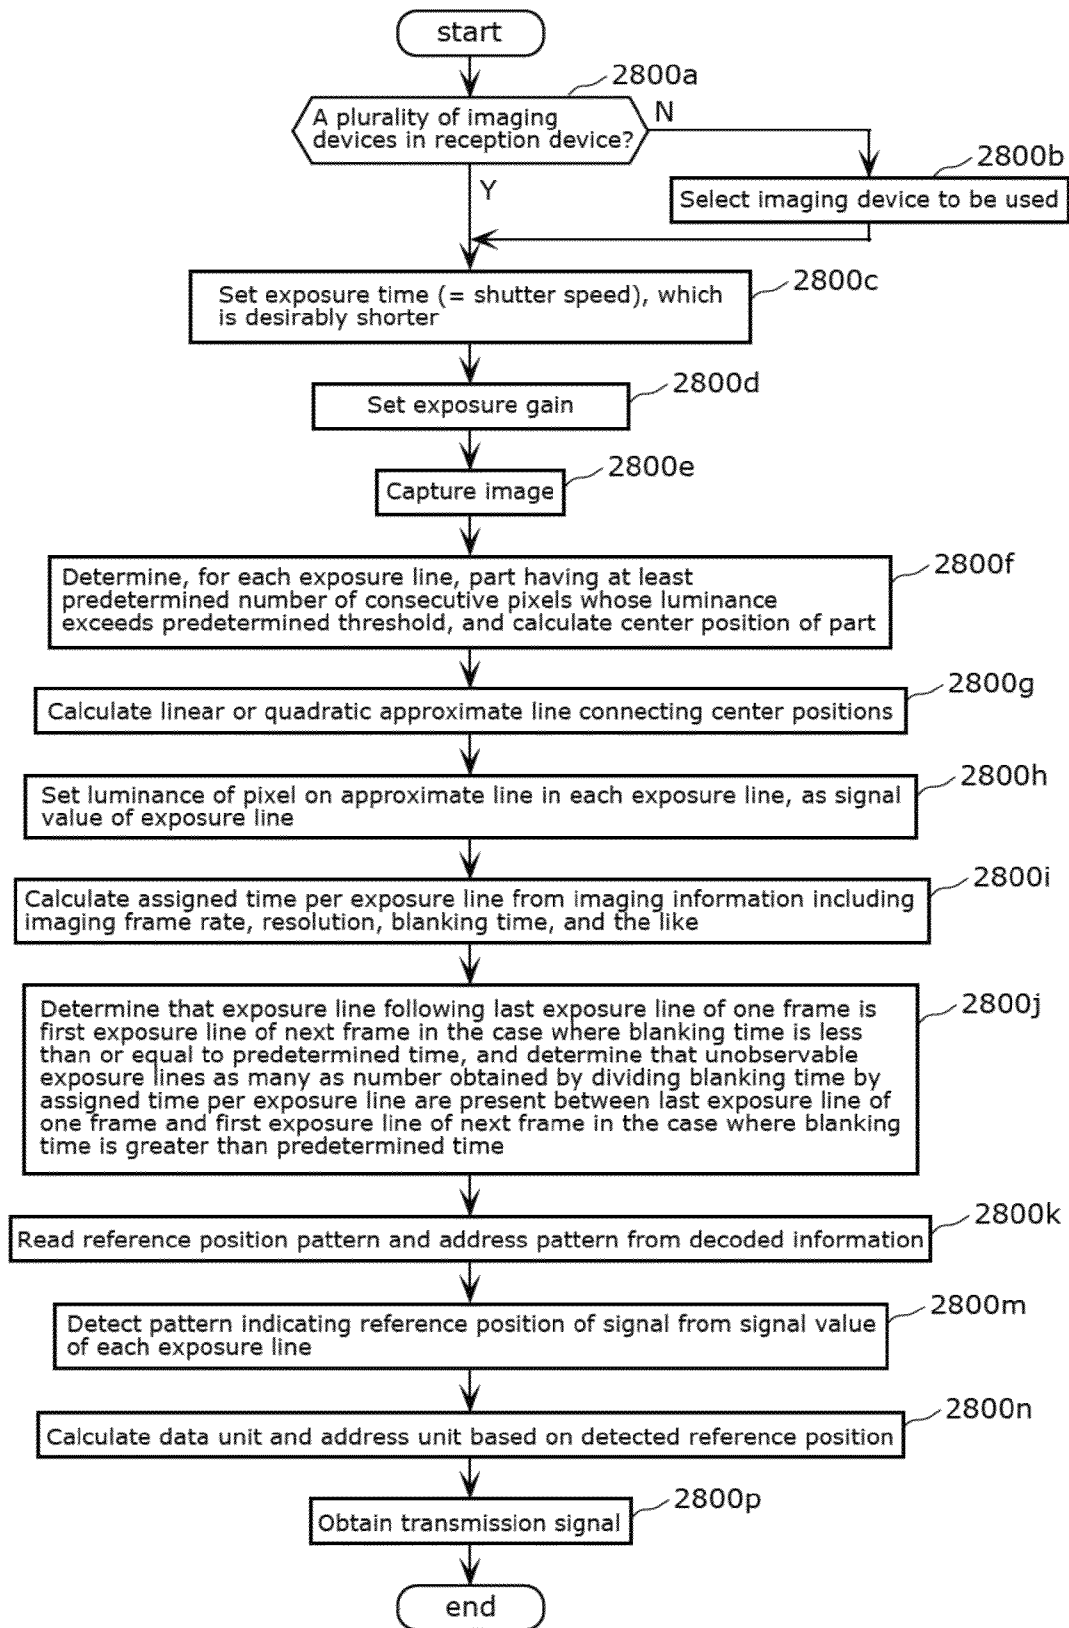 start
2800a
A plurality of imaging
devices in reception device?
N
2800b
Y
Select imaging device to be used
2800c
Set exposure time (= shutter speed), which
is desirably shorter
2800d
Set exposure gain
2800e
Capture image
2800f
Determine, for each exposure line, part having at least
predetermined number of consecutive pixels whose luminance
exceeds predetermined threshold, and calculate center position of part
2800g
Calculate linear or quadratic approximate line connecting center positions
2800h
Set luminance of pixel on approximate line in each exposure line, as signal
value of exposure line
2800i
Calculate assigned time per exposure line from imaging information including
imaging frame rate, resolution, blanking time, and the like
2800j
Determine that exposure line following last exposure line of one frame is
first exposure line of next frame in the case where blanking time is less
than or equal to predetermined time, and determine that unobservable
exposure lines as many as number obtained by dividing blanking time by
assigned time per exposure line are present between last exposure line of
one frame and first exposure line of next frame in the case where blanking
time is greater than predetermined time
2800k
Read reference position pattern and address pattern from decoded information
2800m
Detect pattern indicating reference position of signal from signal value
of each exposure line
2800n
Calculate data unit and address unit based on detected reference position
2800p
Obtain transmission signal
end